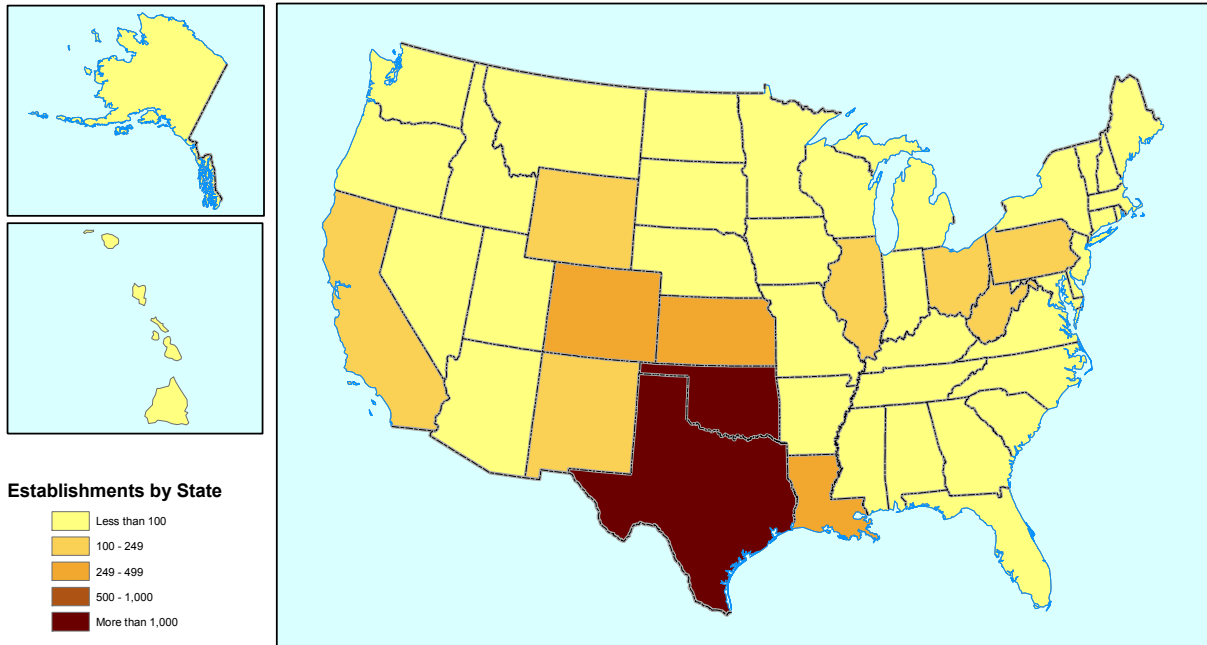 Establishments by State
Less than 100
100 - 249
249 - 499
500 - 1,000
More than 1,000